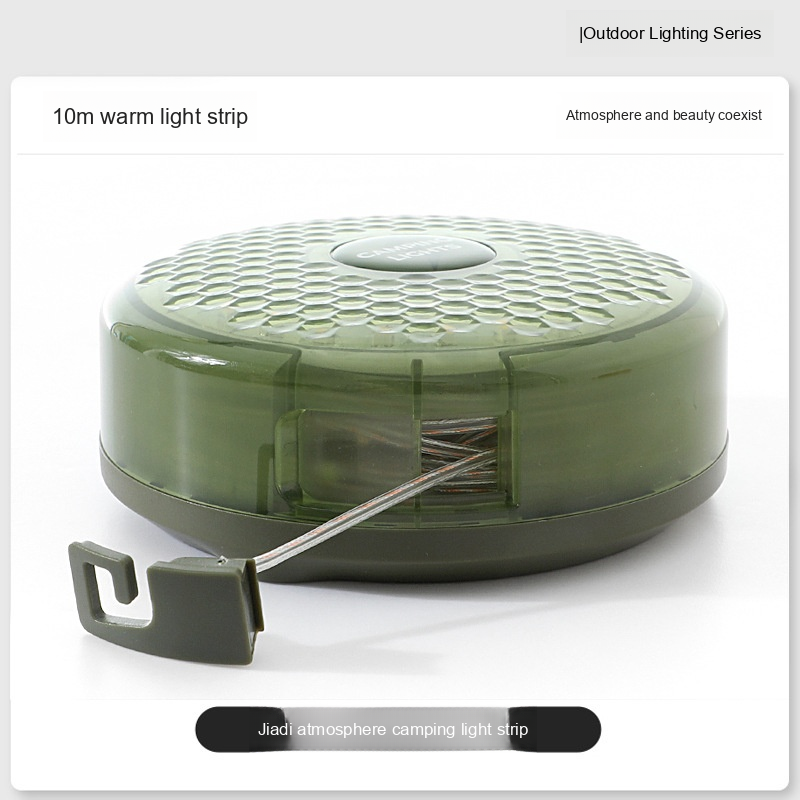 |Outdoor Lighting Series
10m warm light strip
Atmosphere and beauty coexist
CAMPING
LIGHTS
Jiadi atmosphere camping light strip